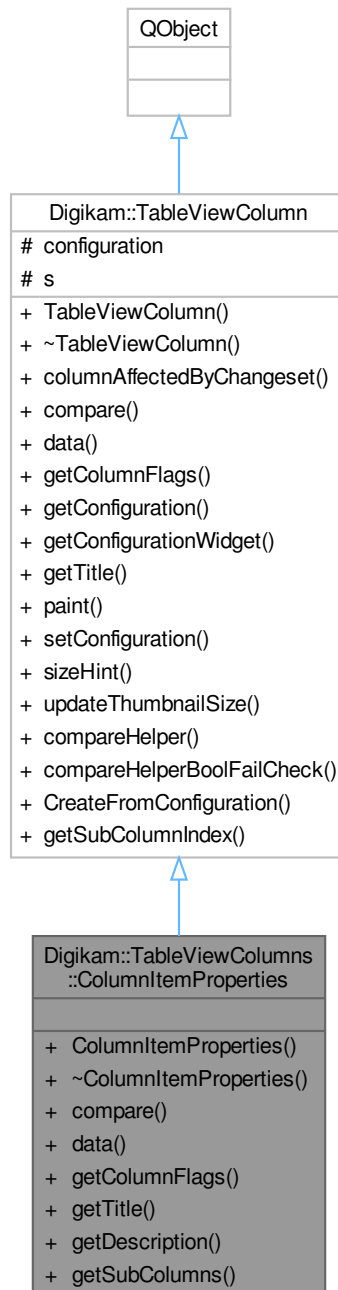 QObject
Digikam::TableViewColumn
# configuration
# s
+ TableViewColumn()
+ ~TableViewColumn()
+ columnAffectedByChangeset()
+ compare()
+ data()
+ getColumnFlags()
+ getConfiguration()
+ getConfigurationWidget()
+ getTitle()
+ paint()
+ setConfiguration()
+ sizeHint()
+ updateThumbnailSize()
+ compareHelper()
+ compareHelperBoolFailCheck()
+ CreateFromConfiguration()
+ getSubColumnIndex()
Digikam::TableViewColumns
::ColumnItemProperties
+ ColumnItemProperties()
+ ~ColumnItemProperties()
+ compare()
+ data()
+ getColumnFlags()
+ getTitle()
+ getDescription()
+ getSubColumns()